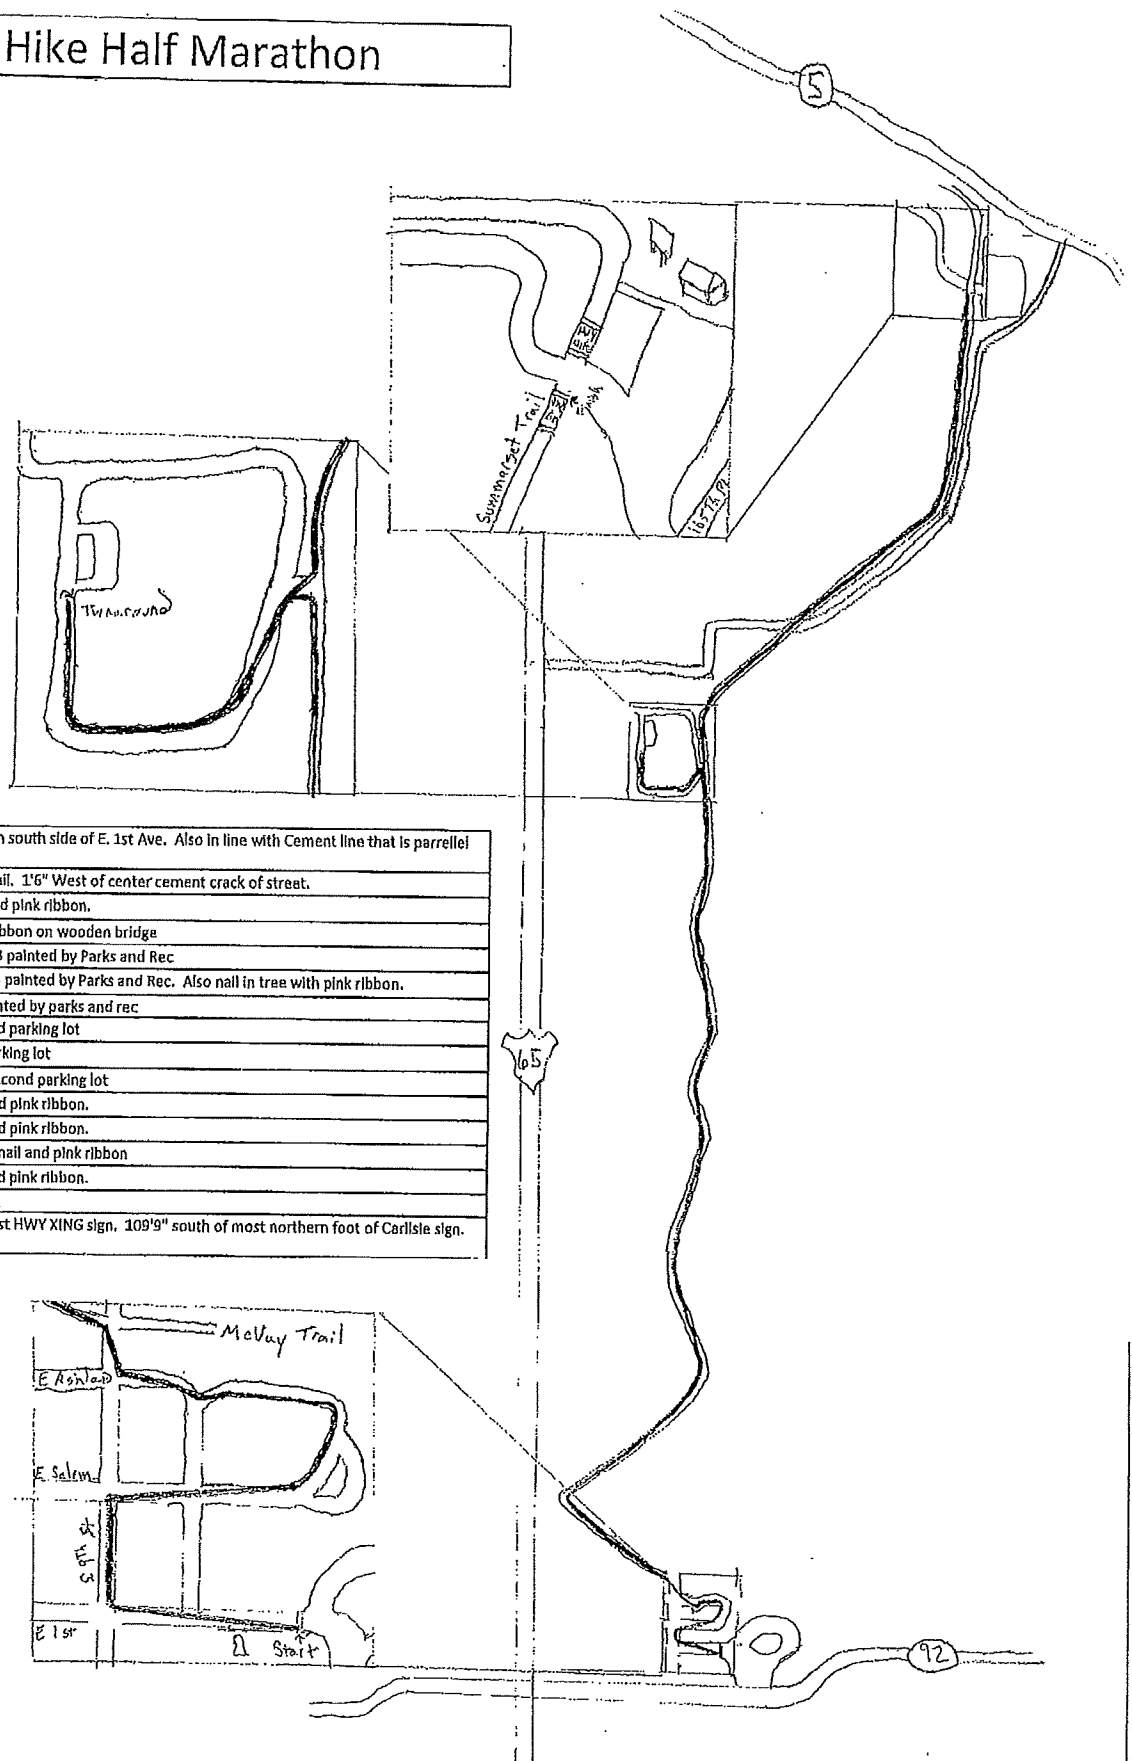 Hike Half Marathon
5
HWY
Summerset Trail
165th Pl
Turnaround
n south side of E. 1st Ave. Also in line with Cement line that is parrellel
ail. 1'6" West of center cement crack of street.
d pink ribbon.
bbon on wooden bridge
3 painted by Parks and Rec
painted by Parks and Rec. Also nail in tree with pink ribbon.
nted by parks and rec
d parking lot
rking lot
cond parking lot
d pink ribbon.
d pink ribbon.
nail and pink ribbon
d pink ribbon.
st HWY XING sign. 109'9" south of most northern foot of Carlisle sign.
65
McVay Trail
E Ashland
E Salem
S 9th St
E 1st
Start
92